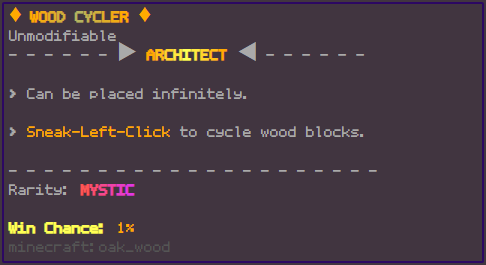 ♦ WOOD CYCLER ♦
Unmodifiable
- - - - - - ▶ ARCHITECT ◀ - - - - - -
> Can be placed infinitely.
> Sneak-Left-Click to cycle wood blocks.
- - - - - - - - - - - - - - - - - - - - - -
Rarity: MYSTIC
Win Chance: 1%
minecraft:oak_wood